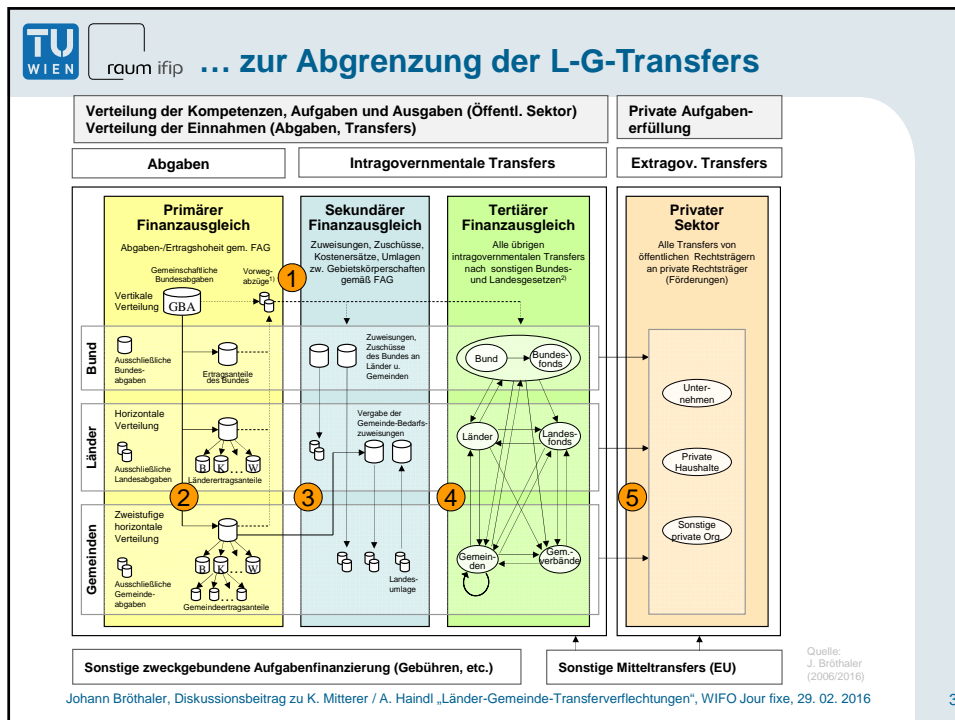 TU
WIEN
raum ifip
… zur Abgrenzung der L-G-Transfers
Verteilung der Kompetenzen, Aufgaben und Ausgaben (Öffentl. Sektor)
Verteilung der Einnahmen (Abgaben, Transfers)
Private Aufgaben-
erfüllung
Abgaben
Intragovernmentale Transfers
Extragov. Transfers
Primärer
Finanzausgleich
Abgaben-/Ertragshoheit gem. FAG
Gemeinschaftliche
Bundesabgaben
Vorweg-
abzüge1)
Vertikale
Verteilung
GBA
1
Sekundärer
Finanzausgleich
Zuweisungen, Zuschüsse,
Kostenersätze, Umlagen
zw. Gebietskörperschaften
gemäß FAG
Tertiärer
Finanzausgleich
Alle übrigen
intragovernmentalen Transfers
nach sonstigen Bundes-
und Landesgesetzen2)
Privater
Sektor
Alle Transfers von
öffentlichen Rechtsträgern
an private Rechtsträger
(Förderungen)
Bund
Ausschließliche
Bundes-
abgaben
Ertragsanteile
des Bundes
Zuweisungen,
Zuschüsse
des Bundes an
Länder u.
Gemeinden
Bund
Bundes-
fonds
Unter-
nehmen
Länder
Horizontale
Verteilung
Ausschließliche
Landesabgaben
B K … W
Länderertragsanteile
Vergabe der
Gemeinde-Bedarfs-
zuweisungen
Länder
Landes-
fonds
Private
Haushalte
2
3
4
5
Gemeinden
Zweistufige
horizontale
Verteilung
Ausschließliche
Gemeinde-
abgaben
B K … W
…
Gemeindeertragsanteile
Landes-
umlage
Gemein-
den
Gem.-
verbände
Sonstige
private Org.
Sonstige zweckgebundene Aufgabenfinanzierung (Gebühren, etc.)
Sonstige Mitteltransfers (EU)
Quelle:
J. Bröthaler
(2006/2016)
Johann Bröthaler, Diskussionsbeitrag zu K. Mitterer / A. Haindl „Länder-Gemeinde-Transferverflechtungen“, WIFO Jour fixe, 29. 02. 2016
3